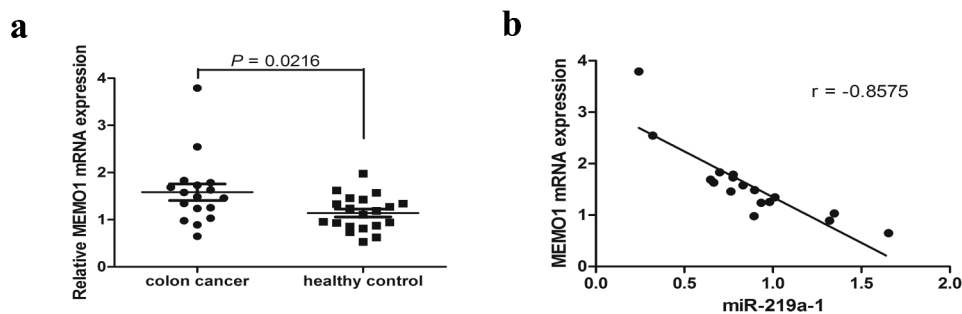 a
Relative MEMO1 mRNA expression
P = 0.0216
4
3
2
1
0
colon cancer
healthy control
b
MEMO1 mRNA expression
r = -0.8575
4
3
2
1
0
0.0
0.5
1.0
1.5
2.0
miR-219a-1